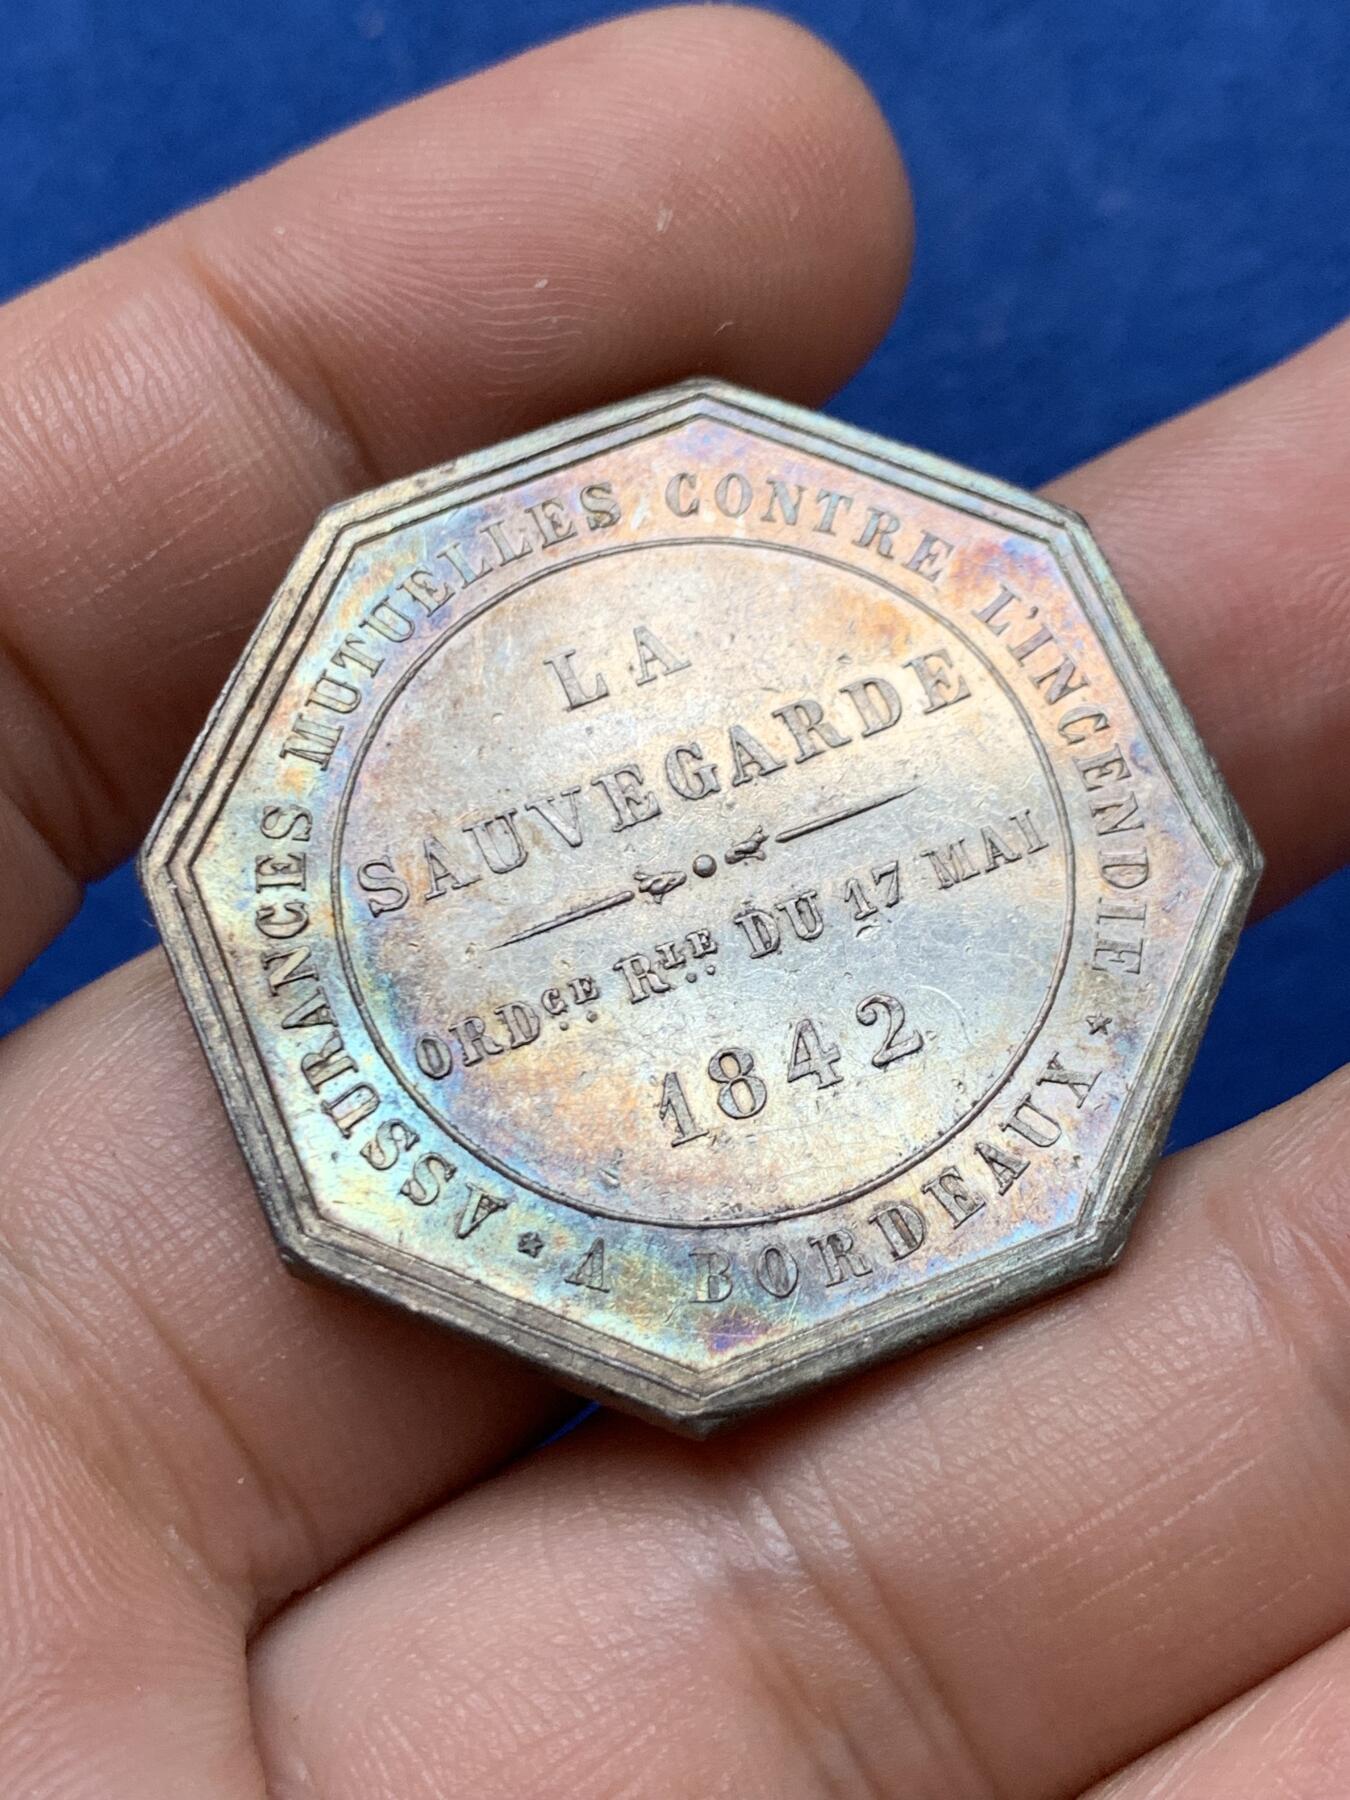 ASSURANCES MUTUELLES CONTRE L'INCENDIE
LA
SAUVEGARDE
ORDCE RLE DU 17 MAI
1842
* A BORDEAUX *